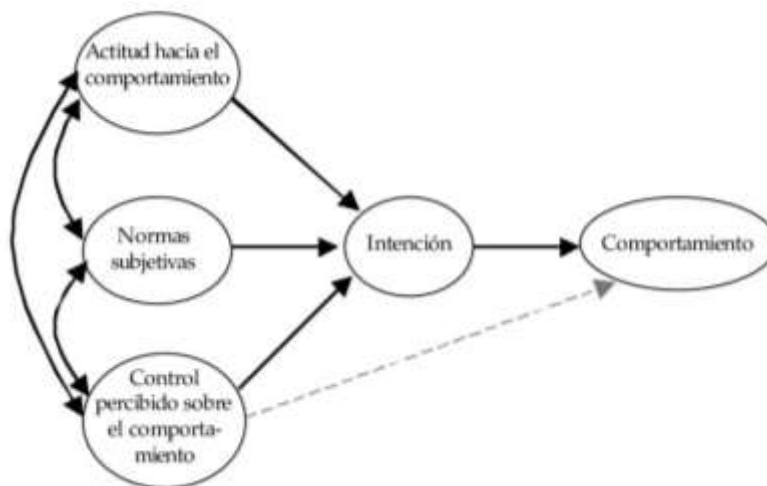 Actitud hacia el
comportamiento
Normas
subjetivas
Intención
Comportamiento
Control
percibido sobre
el comporta-
miento